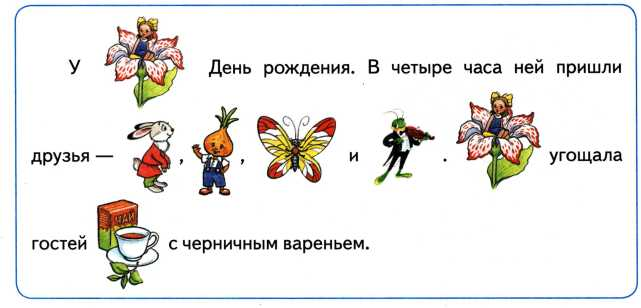 У День рождения. В четыре часа ней пришли
друзья — , , и . угощала
ЧАЙ
гостей с черничным вареньем.